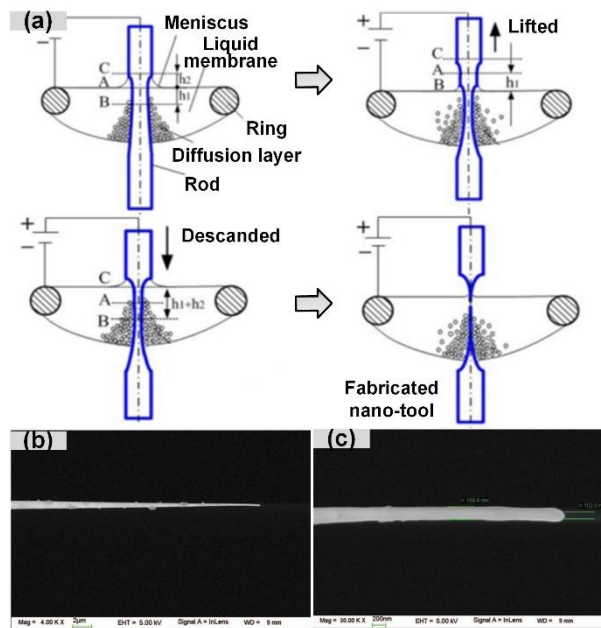 (a)
+
−
Meniscus
Liquid
membrane
C
A
B
h2
h1
Ring
Diffusion layer
Rod
+
−
Lifted
C
A
B
h1
+
−
Descanded
C
A
B
h1+h2
+
−
Fabricated
nano-tool
(b)
Mag = 4.00 K X 2µm EHT = 5.00 kV Signal A = InLens WD = 9 mm
(c)
Mag = 30.00 K X 200nm EHT = 5.00 kV Signal A = InLens WD = 9 mm